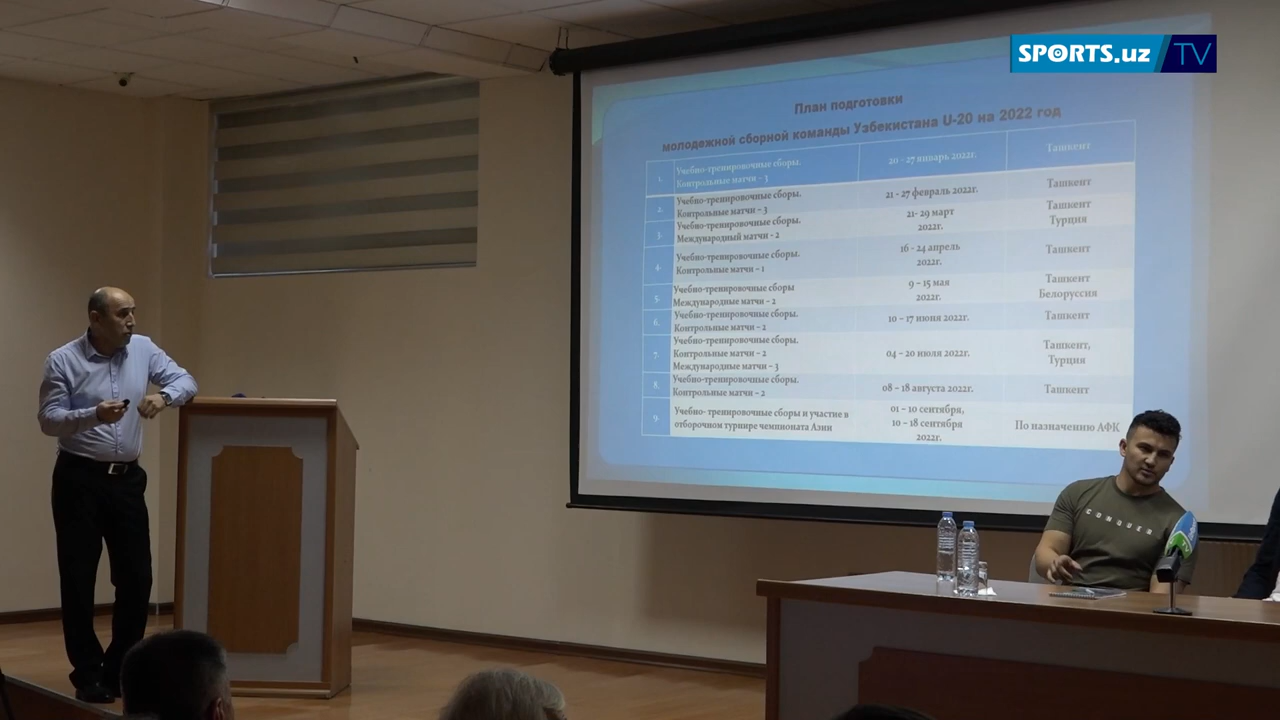 SPORTS.uz TV
План подготовки
молодежной сборной команды Узбекистана U-20 на 2022 год
1. Учебно-тренировочные сборы. 20 - 27 январь 2022г. Ташкент
Контрольные матчи – 3
2. Учебно-тренировочные сборы. 21 - 27 февраль 2022г. Ташкент
Контрольные матчи – 3
3. Учебно-тренировочные сборы. 21- 29 март Ташкент
Международный матчи - 2 2022г. Турция
4. Учебно-тренировочные сборы. 16 - 24 апрель Ташкент
Контрольные матчи – 1 2022г.
5. Учебно-тренировочные сборы 9 – 15 мая Ташкент
Международные матчи – 2 2022г. Белоруссия
6. Учебно-тренировочные сборы. 10 – 17 июня 2022г. Ташкент
Контрольные матчи – 2
7. Учебно-тренировочные сборы. 04 – 20 июля 2022г. Ташкент,
Контрольные матчи – 2 Турция
Международные матчи – 3
8. Учебно-тренировочные сборы. 08 – 18 августа 2022г. Ташкент
Контрольные матчи – 2
9. Учебно- тренировочные сборы и участие в 01 – 10 сентября, По назначению АФК
отборочном турнире чемпионата Азии 10 – 18 сентября
2022г.
CONQUER
TV